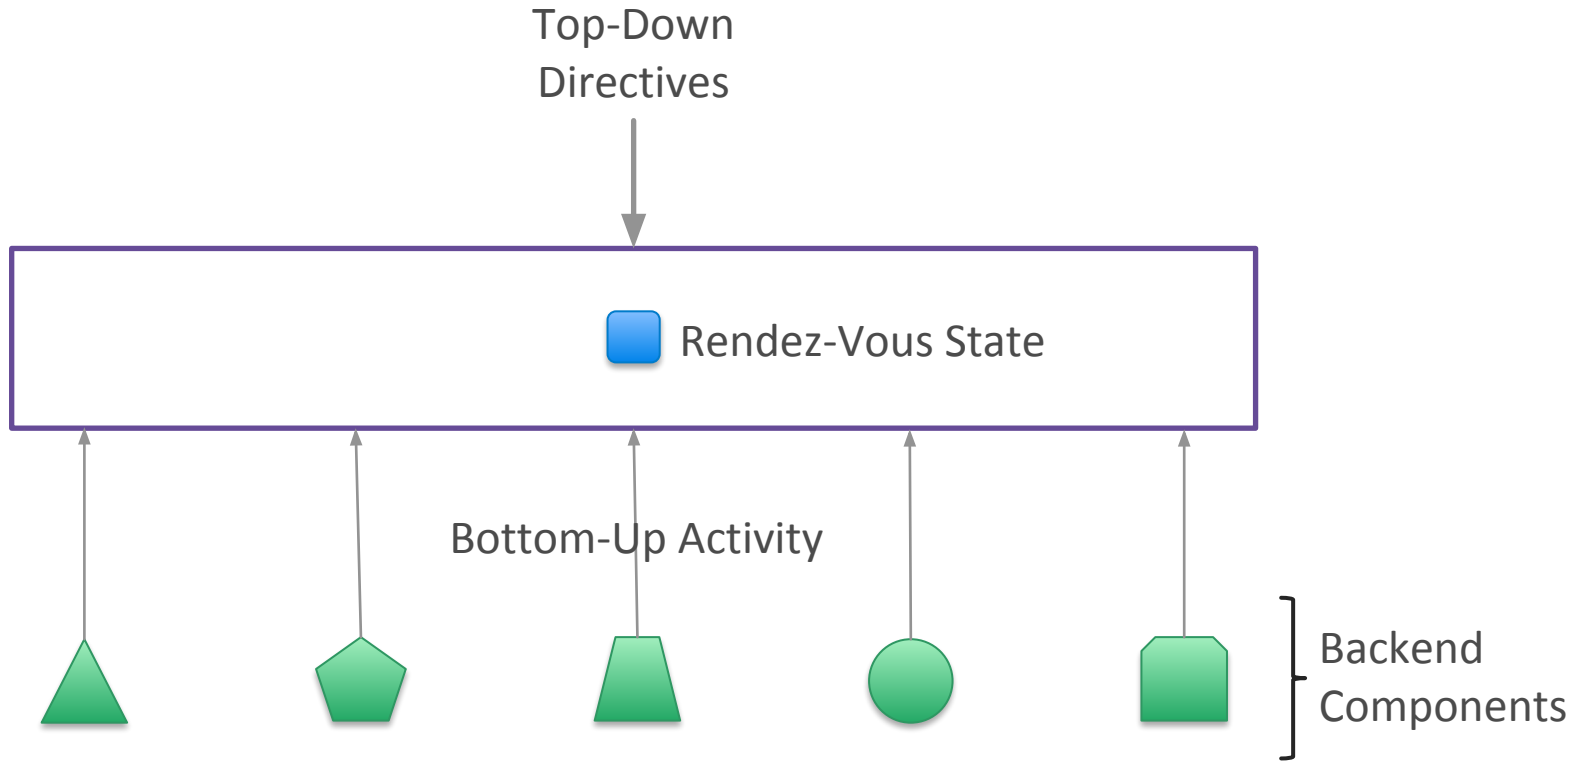 Top-Down
Directives
Rendez-Vous State
Bottom-Up Activity
Backend
Components